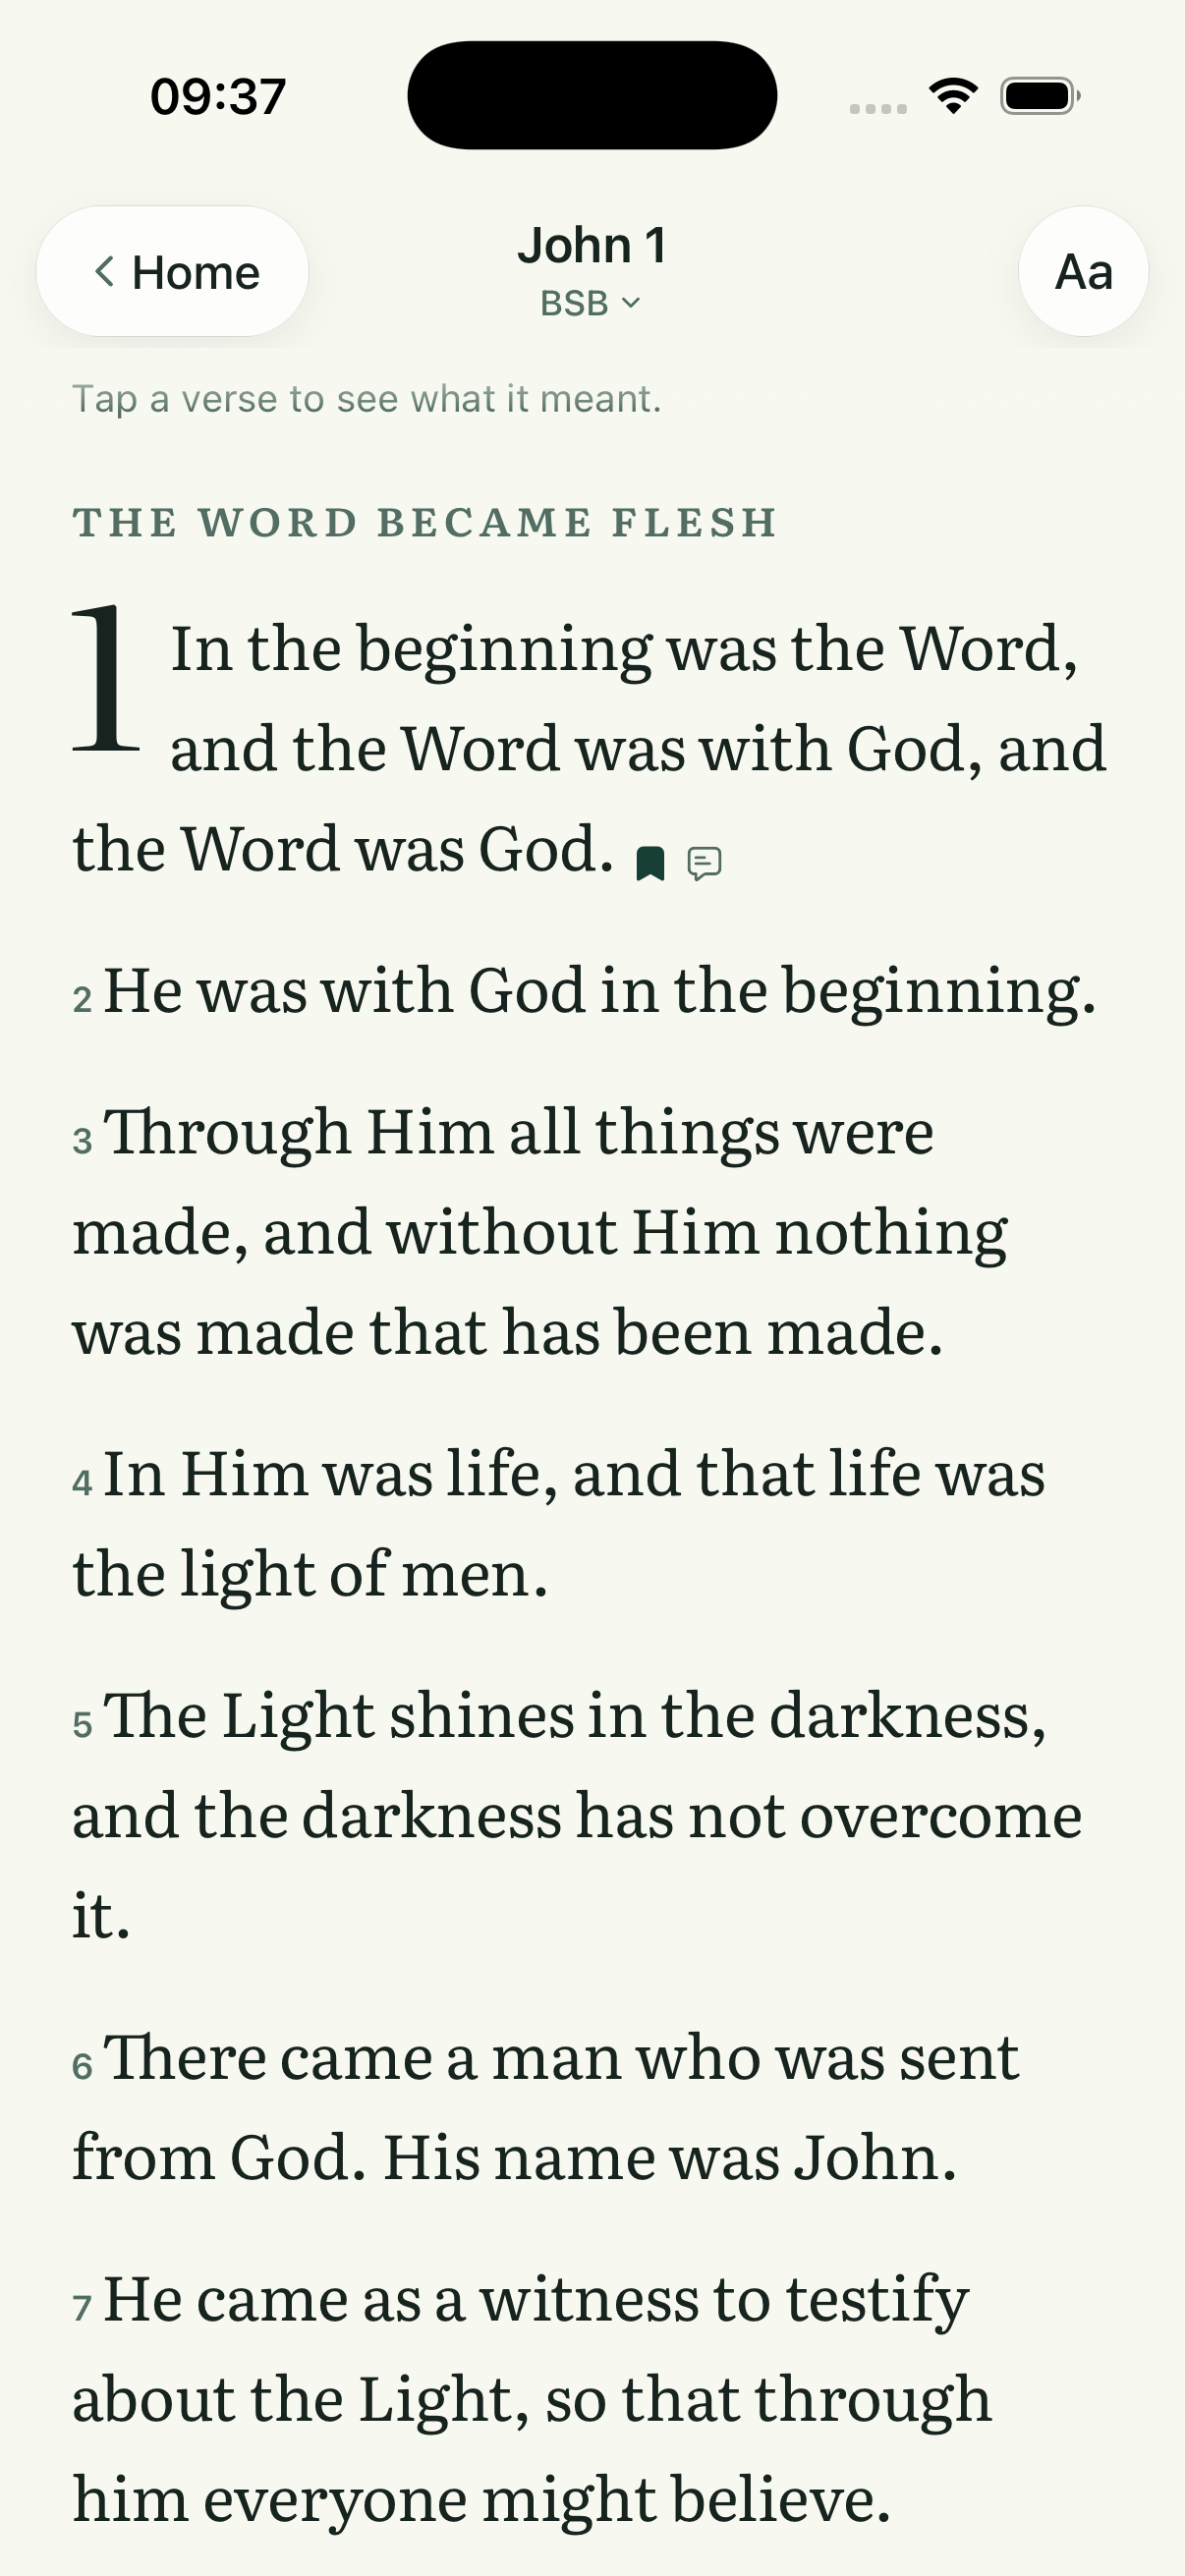 09:37
Home
John 1
BSB
Aa
Tap a verse to see what it meant.
THE WORD BECAME FLESH
1 In the beginning was the Word,
and the Word was with God, and
the Word was God.
2 He was with God in the beginning.
3 Through Him all things were
made, and without Him nothing
was made that has been made.
4 In Him was life, and that life was
the light of men.
5 The Light shines in the darkness,
and the darkness has not overcome
it.
6 There came a man who was sent
from God. His name was John.
7 He came as a witness to testify
about the Light, so that through
him everyone might believe.